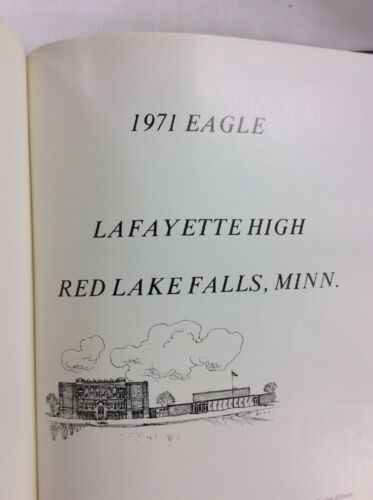 1971 EAGLE
LAFAYETTE HIGH
RED LAKE FALLS, MINN.